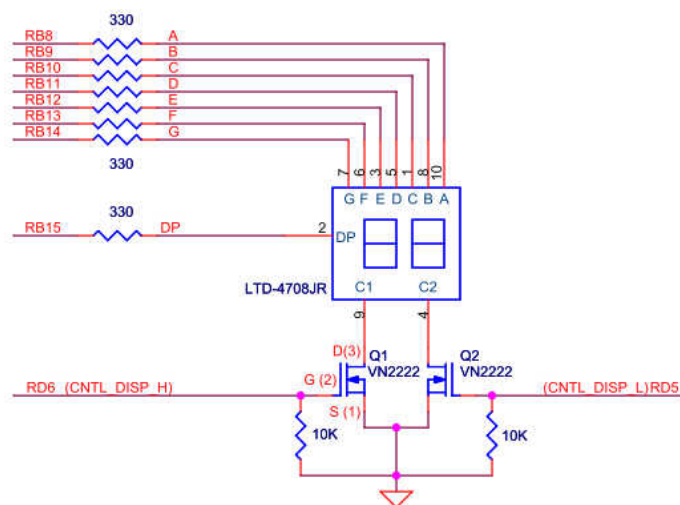 330
RB8 A
RB9 B
RB10 C
RB11 D
RB12 E
RB13 F
RB14 G
330
7 6 3 5 1 8 10
G F E D C B A
330
RB15 DP 2 DP
LTD-4708JR C1 C2
9 4
D(3) Q1 Q2
G (2) VN2222 VN2222
RD6 (CNTL_DISP_H) (CNTL_DISP_L)RD5
S (1)
10K 10K